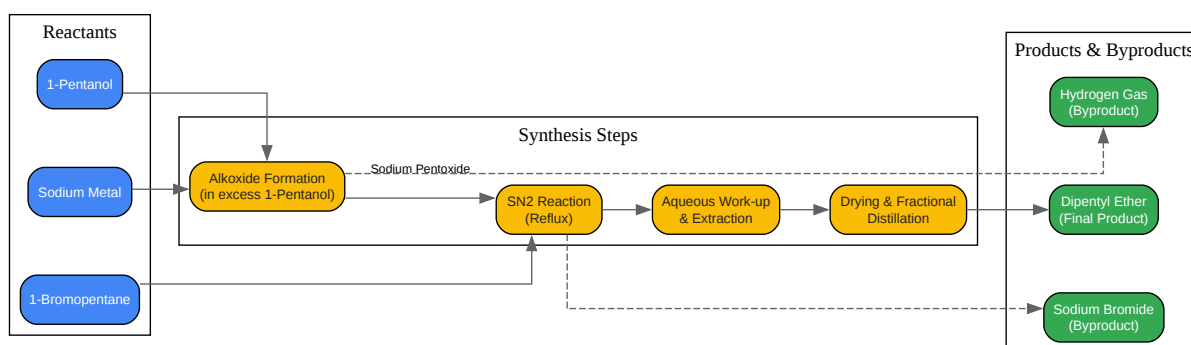 Reactants
1-Pentanol
Sodium Metal
1-Bromopentane
Synthesis Steps
Alkoxide Formation
(in excess 1-Pentanol)
Sodium Pentoxide
SN2 Reaction
(Reflux)
Aqueous Work-up
& Extraction
Drying & Fractional
Distillation
Products & Byproducts
Hydrogen Gas
(Byproduct)
Dipentyl Ether
(Final Product)
Sodium Bromide
(Byproduct)